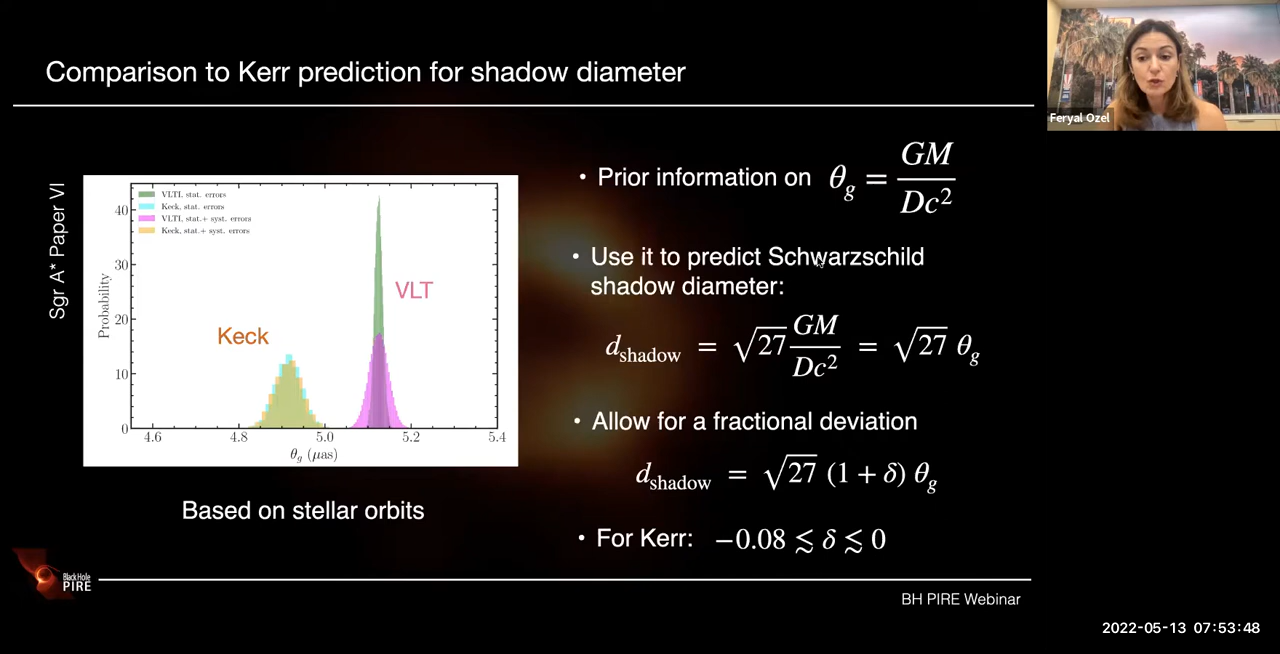 Comparison to Kerr prediction for shadow diameter
Feryal Ozel
Sgr A* Paper VI
VLTI, stat. errors
Keck, stat. errors
VLTI, stat.+ syst. errors
Keck, stat.+ syst. errors
Probability
40
30
20
10
0
4.6 4.8 5.0 5.2 5.4
θg (μas)
Keck
VLT
Based on stellar orbits
• Prior information on θg = GM / Dc²
• Use it to predict Schwarzschild
shadow diameter:
dshadow = √27 GM / Dc² = √27 θg
• Allow for a fractional deviation
dshadow = √27 (1 + δ) θg
• For Kerr: −0.08 ≲ δ ≲ 0
Black Hole
PIRE
BH PIRE Webinar
2022-05-13 07:53:48